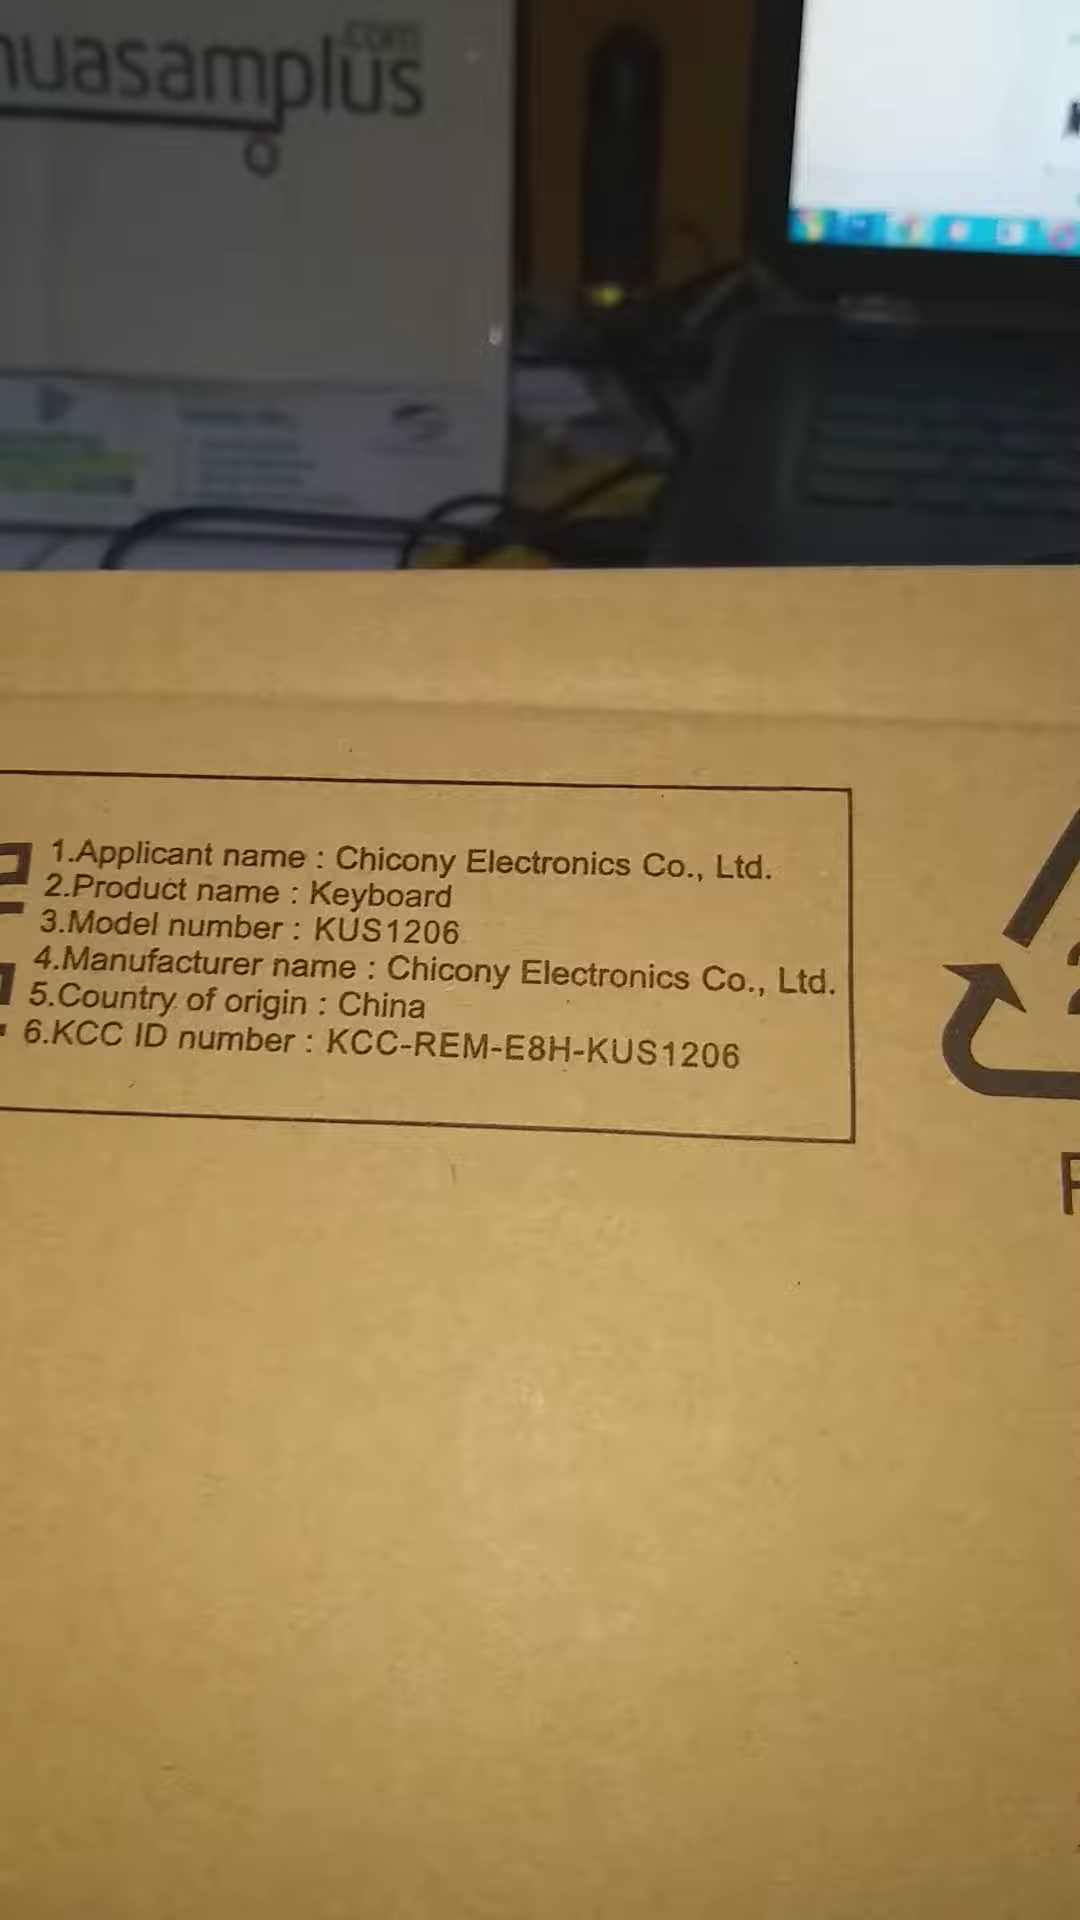 huasamplus
.com
1.Applicant name : Chicony Electronics Co., Ltd.
2.Product name : Keyboard
3.Model number : KUS1206
4.Manufacturer name : Chicony Electronics Co., Ltd.
5.Country of origin : China
6.KCC ID number : KCC-REM-E8H-KUS1206